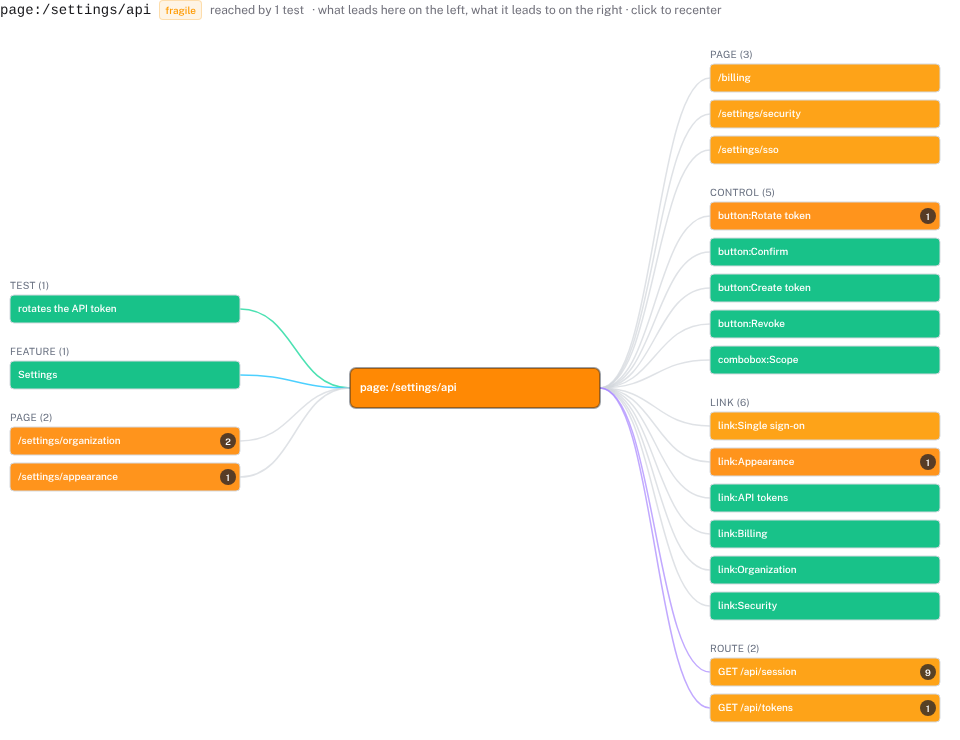 page:/settings/api fragile reached by 1 test · what leads here on the left, what it leads to on the right · click to recenter
TEST (1)
rotates the API token
FEATURE (1)
Settings
PAGE (2)
/settings/organization 2
/settings/appearance 1
page: /settings/api
PAGE (3)
/billing
/settings/security
/settings/sso
CONTROL (5)
button:Rotate token 1
button:Confirm
button:Create token
button:Revoke
combobox:Scope
LINK (6)
link:Single sign-on
link:Appearance 1
link:API tokens
link:Billing
link:Organization
link:Security
ROUTE (2)
GET /api/session 9
GET /api/tokens 1